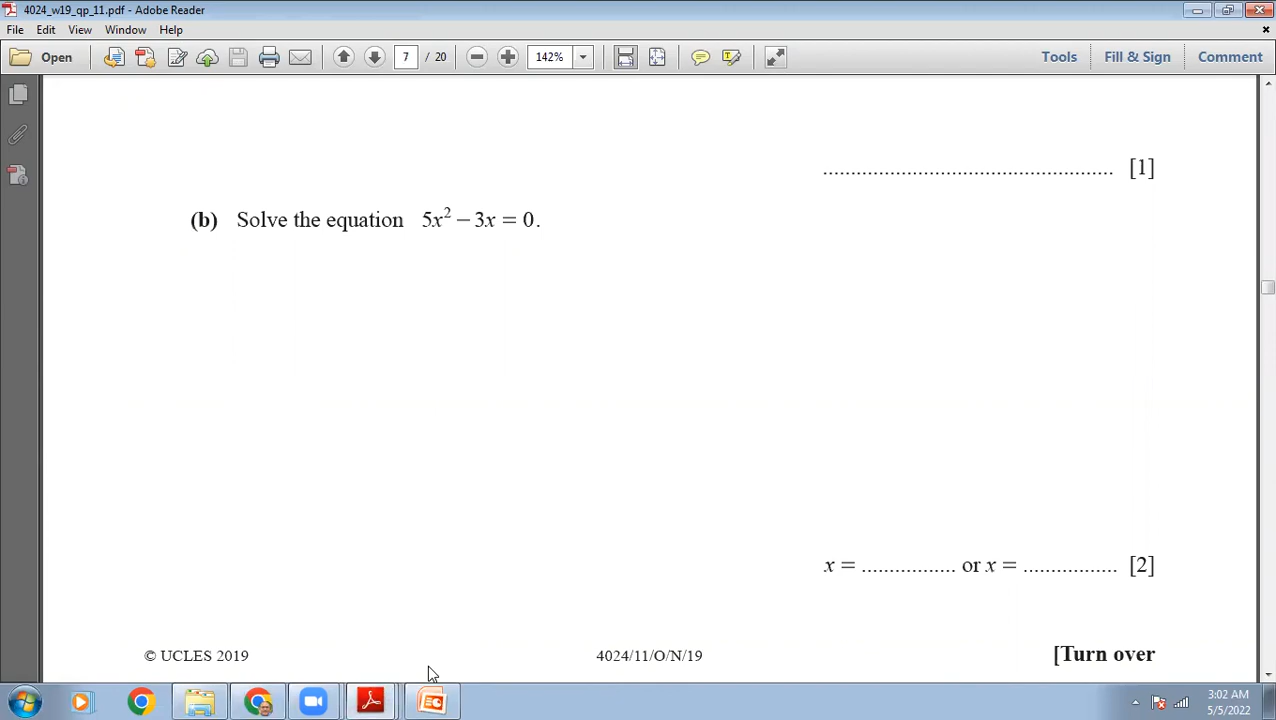 4024_w19_qp_11.pdf - Adobe Reader
File Edit View Window Help
Open 7 / 20 142% Tools Fill & Sign Comment
.................................................... [1]
(b) Solve the equation 5x² − 3x = 0.
x = ................. or x = ................. [2]
© UCLES 2019 4024/11/O/N/19 [Turn over
3:02 AM
5/5/2022